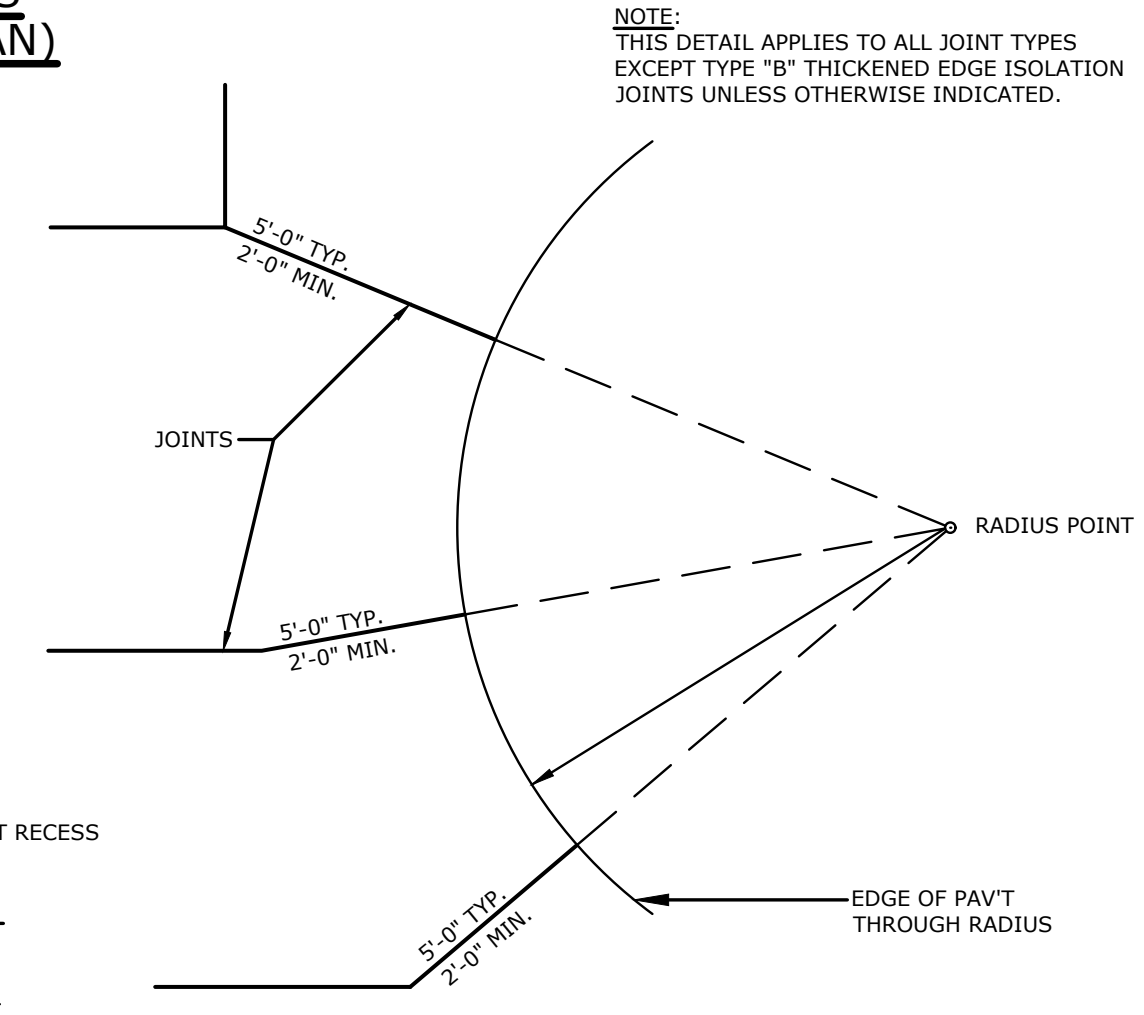 NOTE:
THIS DETAIL APPLIES TO ALL JOINT TYPES
EXCEPT TYPE "B" THICKENED EDGE ISOLATION
JOINTS UNLESS OTHERWISE INDICATED.
5'-0" TYP.
2'-0" MIN.
JOINTS
RADIUS POINT
5'-0" TYP.
2'-0" MIN.
RECESS
5'-0" TYP.
2'-0" MIN.
EDGE OF PAV'T
THROUGH RADIUS